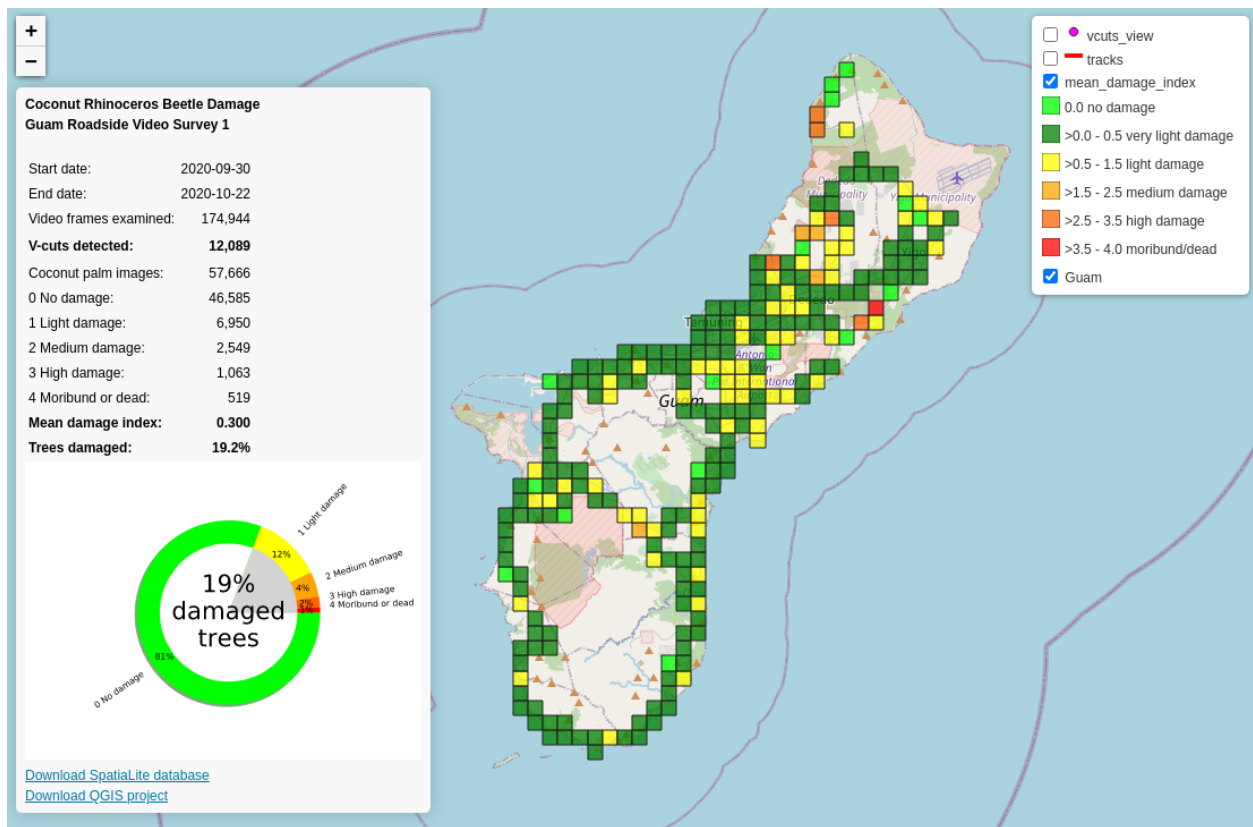 +
−
Coconut Rhinoceros Beetle Damage
Guam Roadside Video Survey 1
Start date: 2020-09-30
End date: 2020-10-22
Video frames examined: 174,944
V-cuts detected: 12,089
Coconut palm images: 57,666
0 No damage: 46,585
1 Light damage: 6,950
2 Medium damage: 2,549
3 High damage: 1,063
4 Moribund or dead: 519
Mean damage index: 0.300
Trees damaged: 19.2%
1 Light damage
12%
2 Medium damage
4%
3 High damage
2%
4 Moribund or dead
1%
19%
damaged
trees
81%
0 No damage
Download SpatiaLite database
Download QGIS project
vcuts_view
tracks
mean_damage_index
0.0 no damage
>0.0 - 0.5 very light damage
>0.5 - 1.5 light damage
>1.5 - 2.5 medium damage
>2.5 - 3.5 high damage
>3.5 - 4.0 moribund/dead
Guam
Municipality
Municipality
Yigo
Dededo
Tamuning
Guam